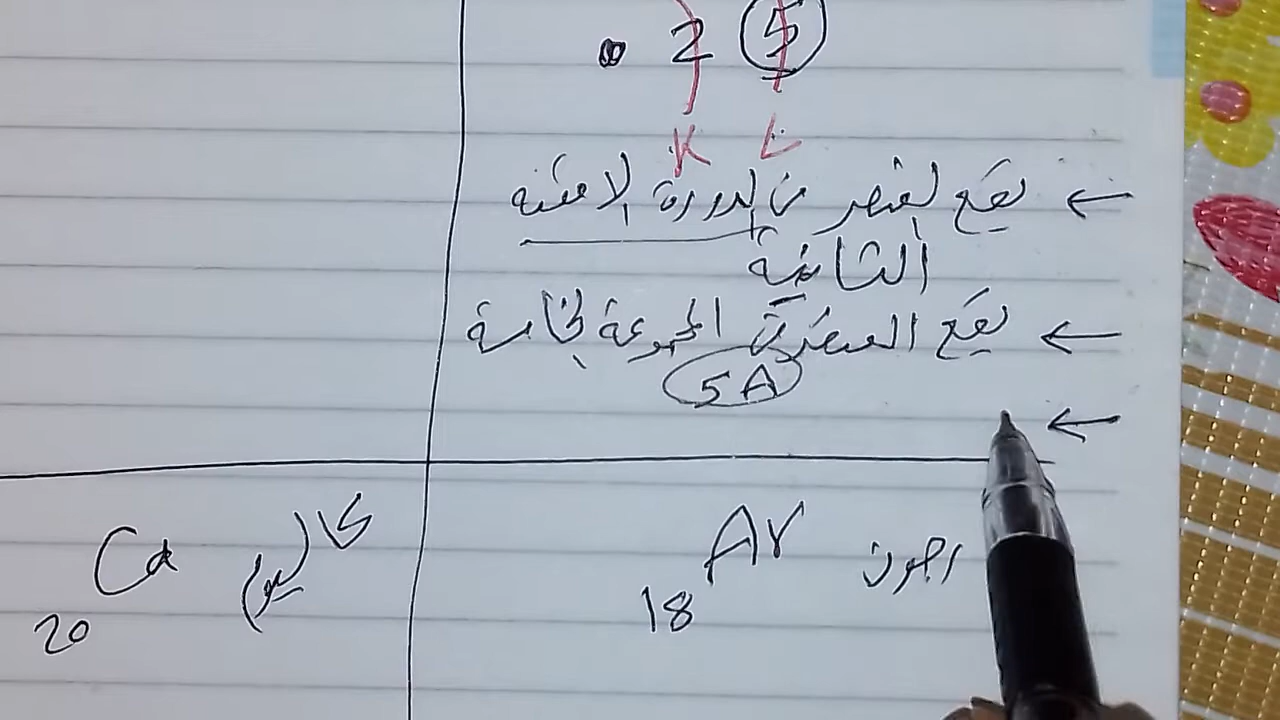 2 5
K L
← يقع العنصر في الدورة الافقية
الثانية
← يقع العنصر في المجموعة الخامسة
5A
←
ارجون Ar 18
كالسيوم Ca 20